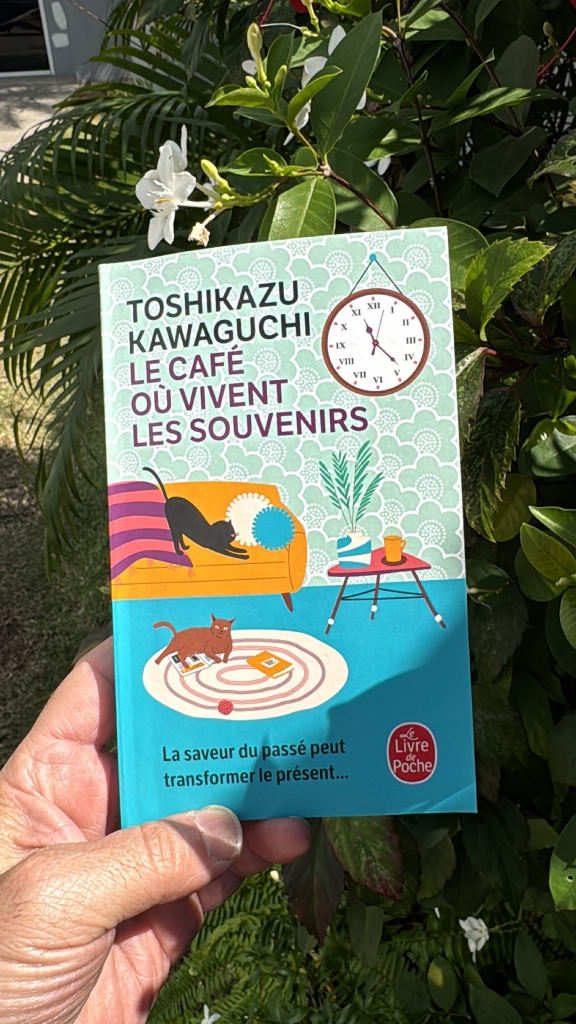 TOSHIKAZU
KAWAGUCHI
LE CAFÉ
OÙ VIVENT
LES SOUVENIRS
XII
I
II
III
IV
V
VI
VII
VIII
IX
X
XI
La saveur du passé peut
transformer le présent...
Le
Livre
de
Poche